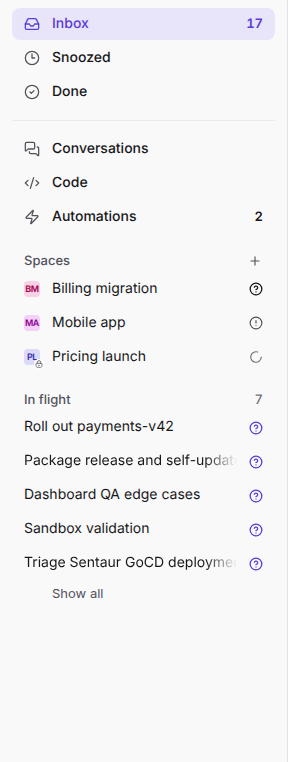 Inbox 17
Snoozed
Done
Conversations
Code
Automations 2
Spaces +
BM Billing migration
MA Mobile app
PL Pricing launch
In flight 7
Roll out payments-v42
Package release and self-updat
Dashboard QA edge cases
Sandbox validation
Triage Sentaur GoCD deployme
Show all